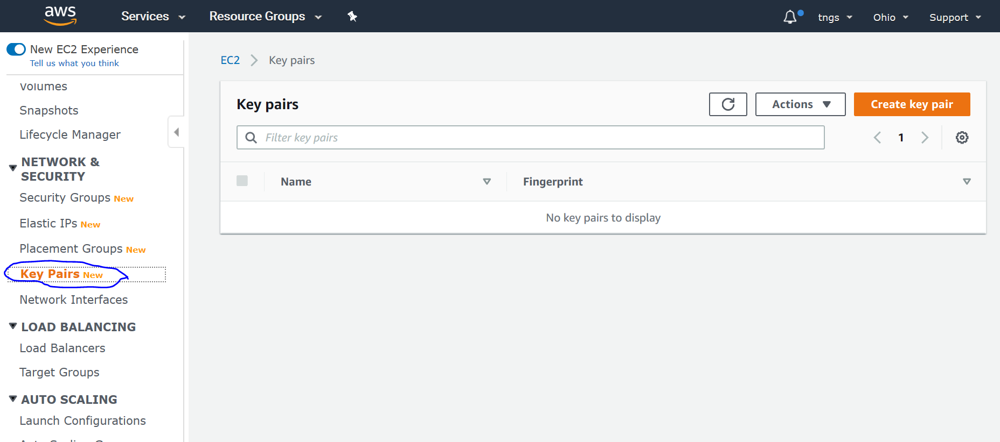 aws Services Resource Groups tngs Ohio Support
New EC2 Experience
Tell us what you think
Volumes
Snapshots
Lifecycle Manager
NETWORK &
SECURITY
Security Groups New
Elastic IPs New
Placement Groups New
Key Pairs New
Network Interfaces
LOAD BALANCING
Load Balancers
Target Groups
AUTO SCALING
Launch Configurations
EC2 Key pairs
Key pairs
Actions
Create key pair
Filter key pairs
1
Name Fingerprint
No key pairs to display